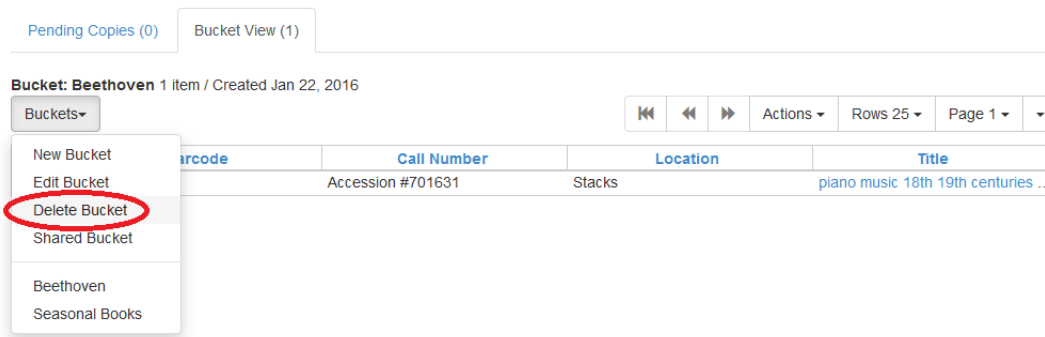 Pending Copies (0) Bucket View (1)
Bucket: Beethoven 1 item / Created Jan 22, 2016
Buckets Actions Rows 25 Page 1
New Bucket
arcode Call Number Location Title
Edit Bucket Accession #701631 Stacks piano music 18th 19th centuries ...
Delete Bucket
Shared Bucket
Beethoven
Seasonal Books